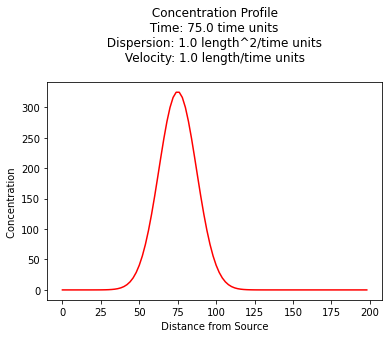 Concentration Profile
Time: 75.0 time units
Dispersion: 1.0 length^2/time units
Velocity: 1.0 length/time units
300
250
200
150
100
50
0
Concentration
0 25 50 75 100 125 150 175 200
Distance from Source